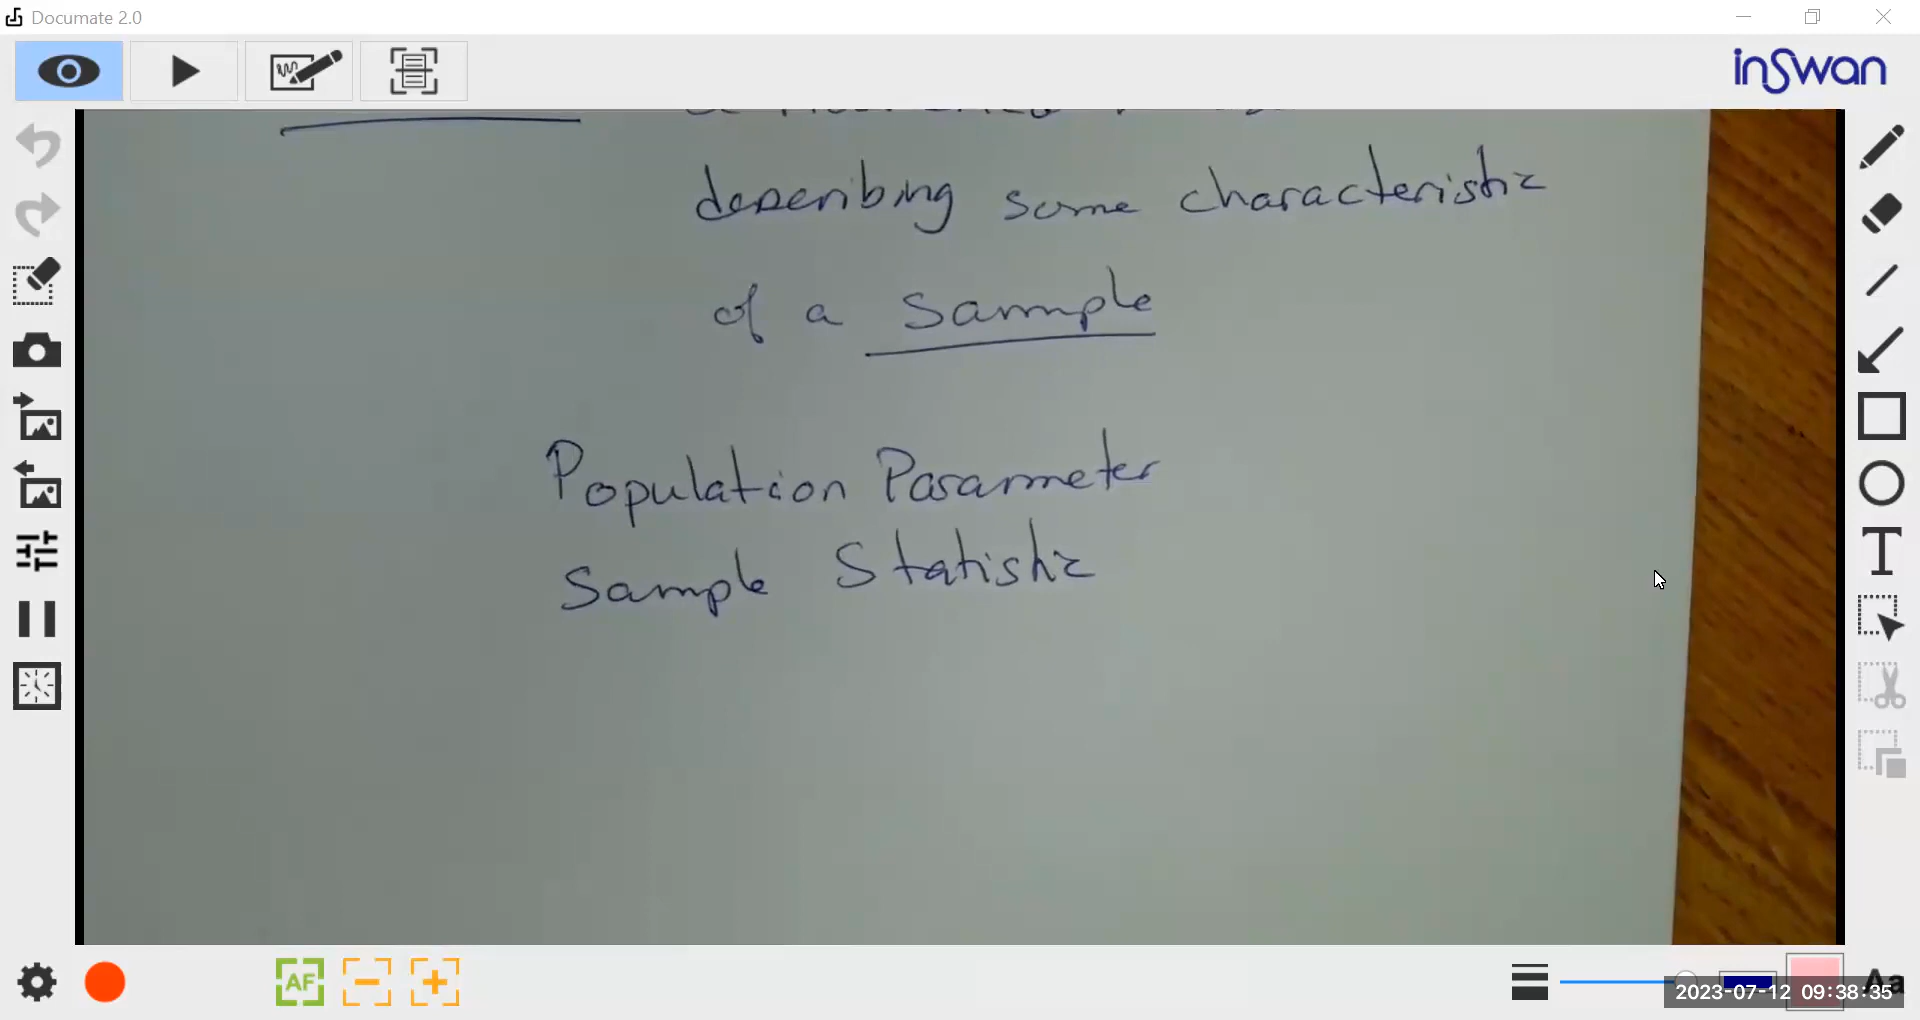 Documate 2.0
inSwan
describing some characteristic
of a sample
Population Parameter
Sample Statistic
T
AF
Aa
2023-07-12 09:38:35